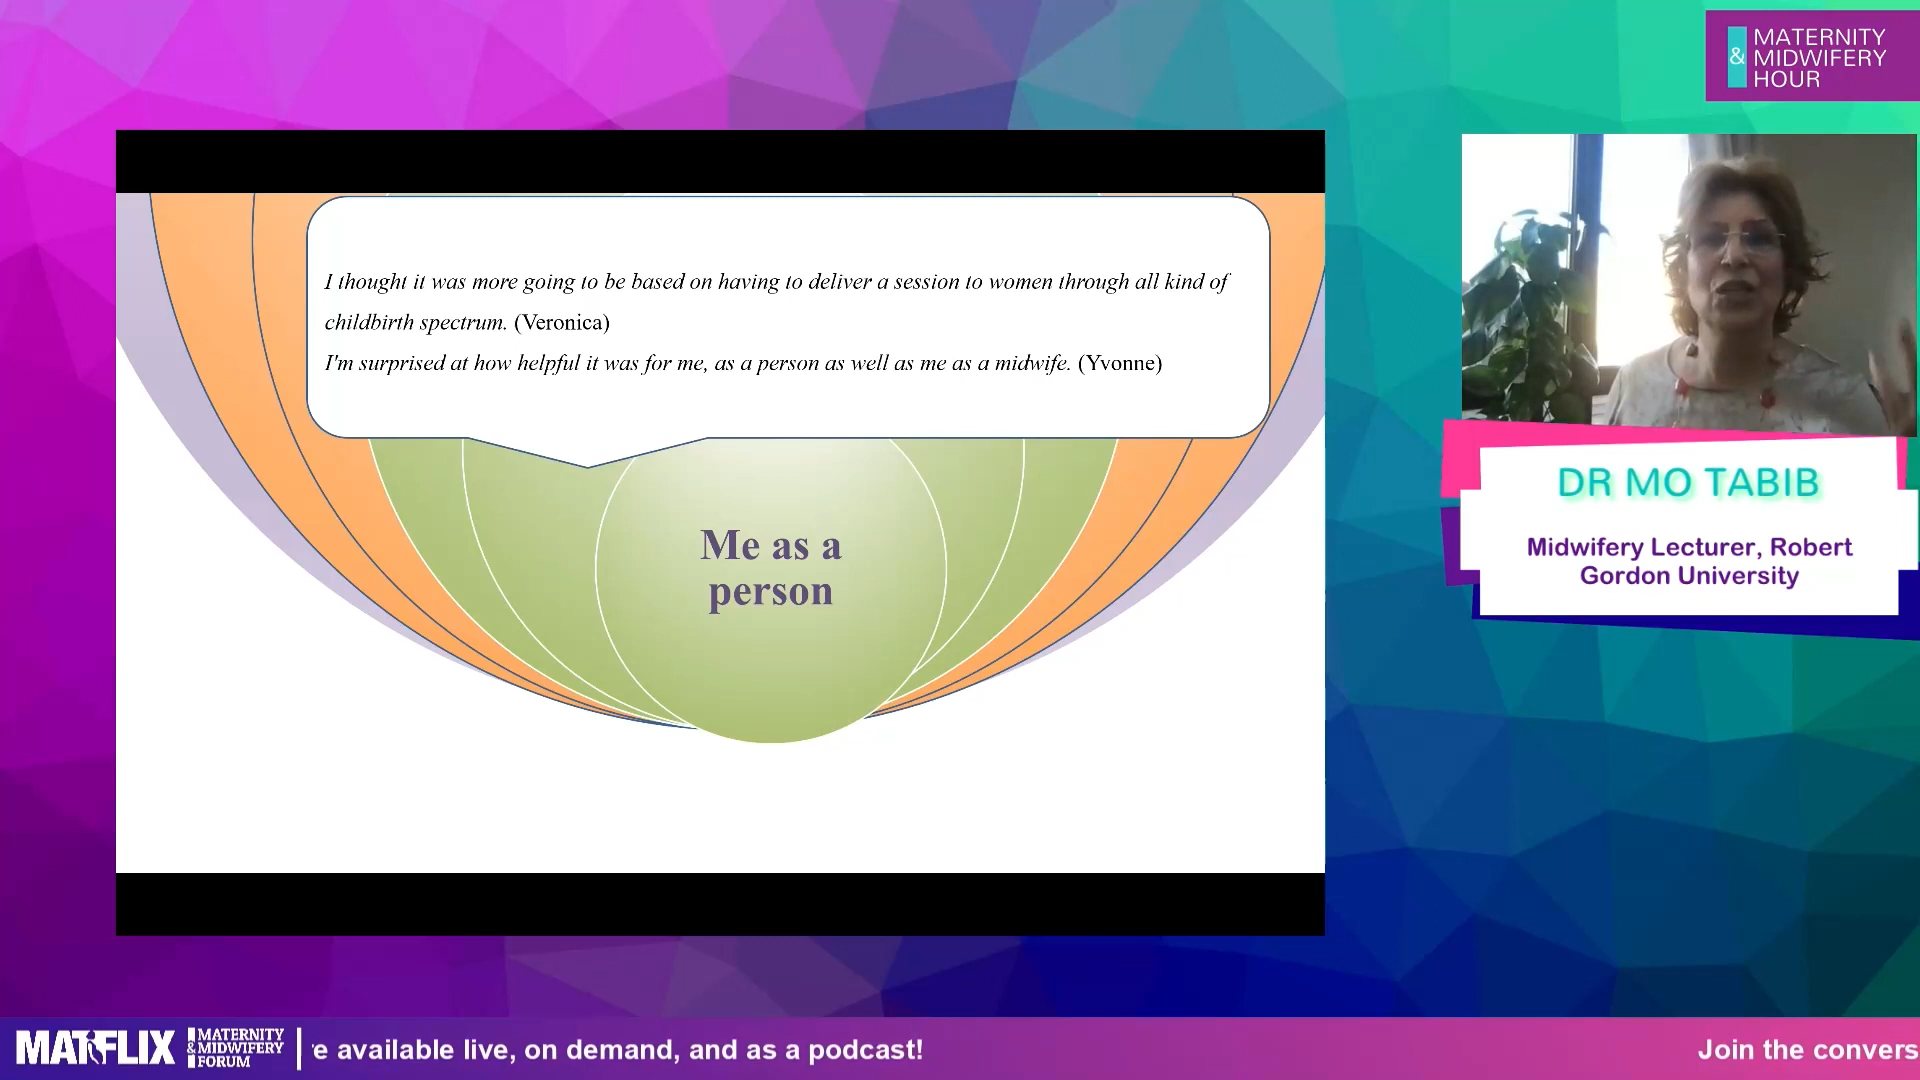 MATERNITY
& MIDWIFERY
HOUR
I thought it was more going to be based on having to deliver a session to women through all kind of
childbirth spectrum. (Veronica)
I'm surprised at how helpful it was for me, as a person as well as me as a midwife. (Yvonne)
Me as a
person
DR MO TABIB
Midwifery Lecturer, Robert
Gordon University
MATFLIX
MATERNITY
& MIDWIFERY
FORUM
e available live, on demand, and as a podcast!
Join the convers